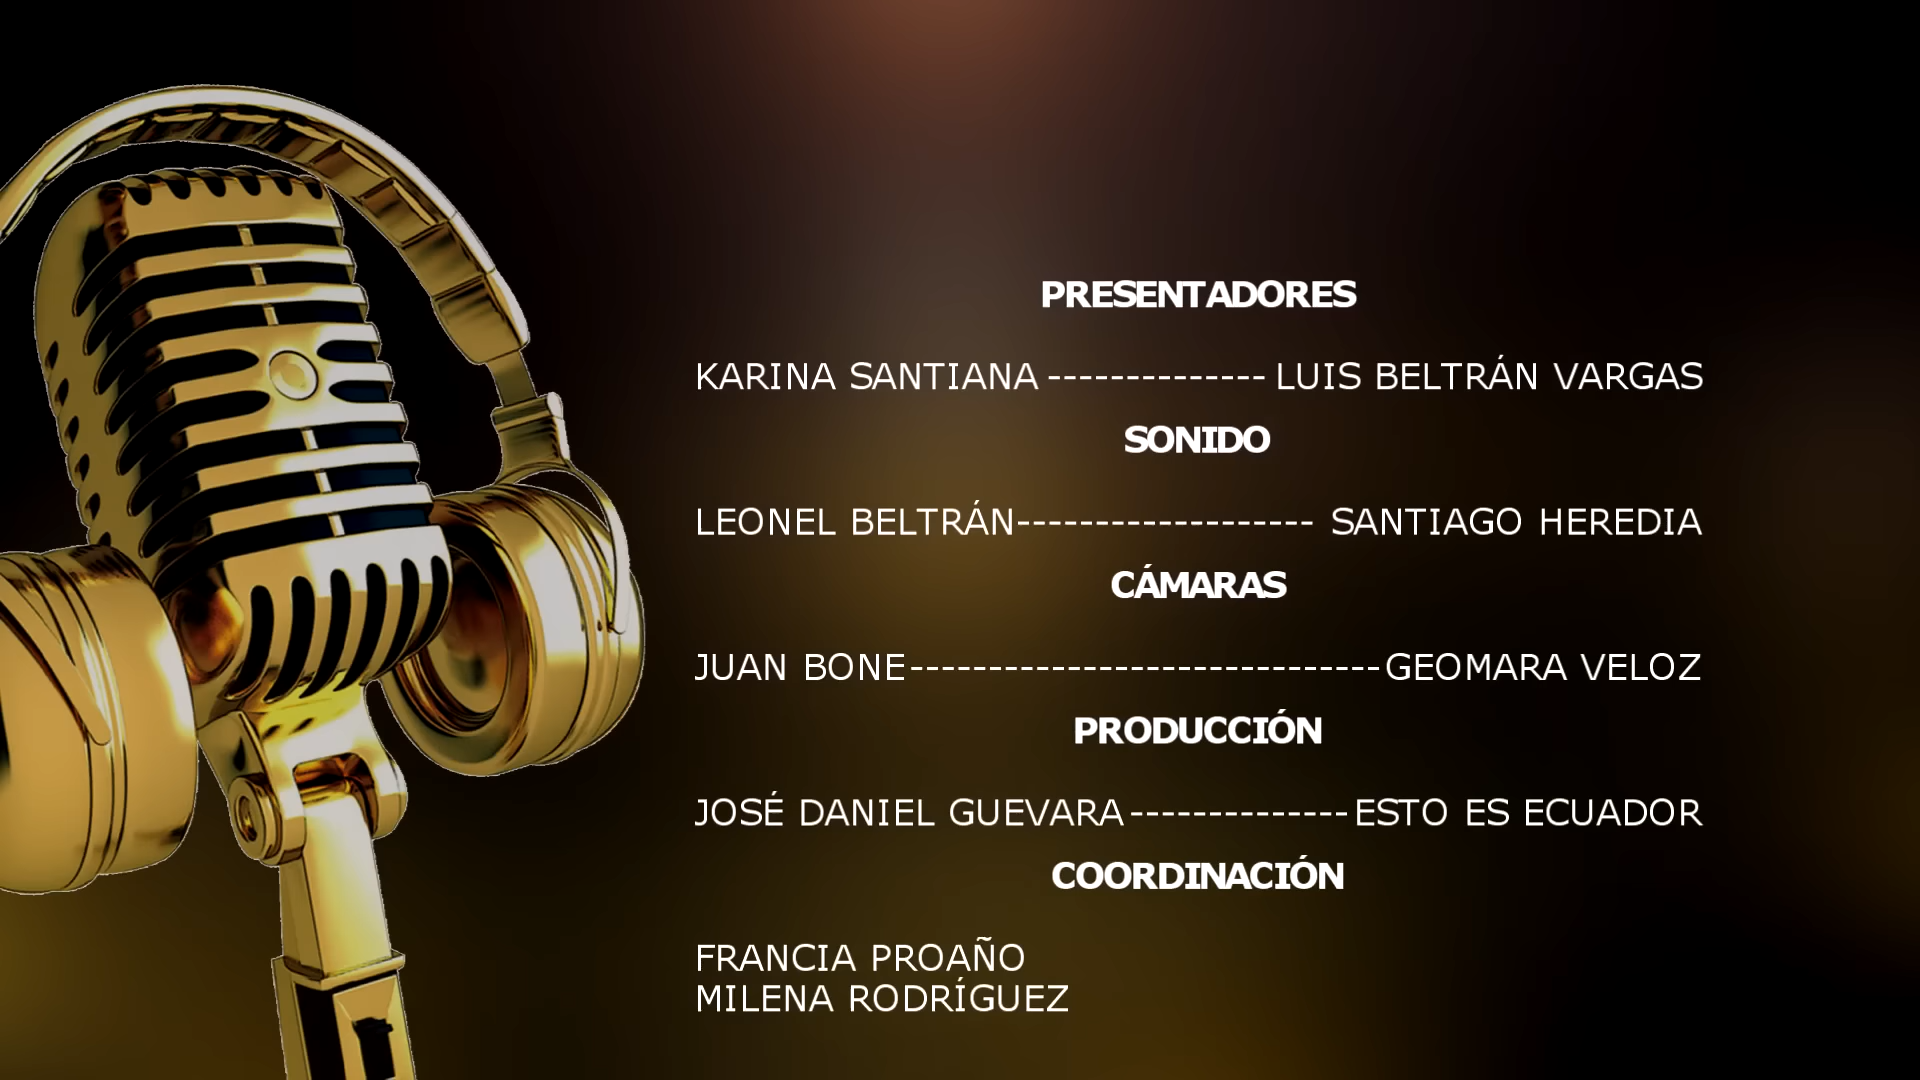 PRESENTADORES
KARINA SANTIANA -------------- LUIS BELTRÁN VARGAS
SONIDO
LEONEL BELTRÁN------------------- SANTIAGO HEREDIA
CÁMARAS
JUAN BONE------------------------------GEOMARA VELOZ
PRODUCCIÓN
JOSÉ DANIEL GUEVARA--------------ESTO ES ECUADOR
COORDINACIÓN
FRANCIA PROAÑO
MILENA RODRÍGUEZ